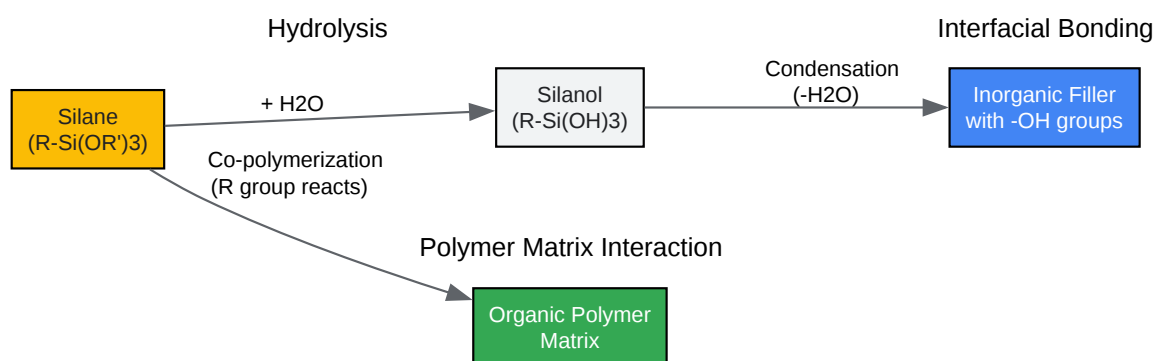 Hydrolysis
Interfacial Bonding
Silane
(R-Si(OR')3)
+ H2O
Silanol
(R-Si(OH)3)
Condensation
(-H2O)
Inorganic Filler
with -OH groups
Co-polymerization
(R group reacts)
Polymer Matrix Interaction
Organic Polymer
Matrix